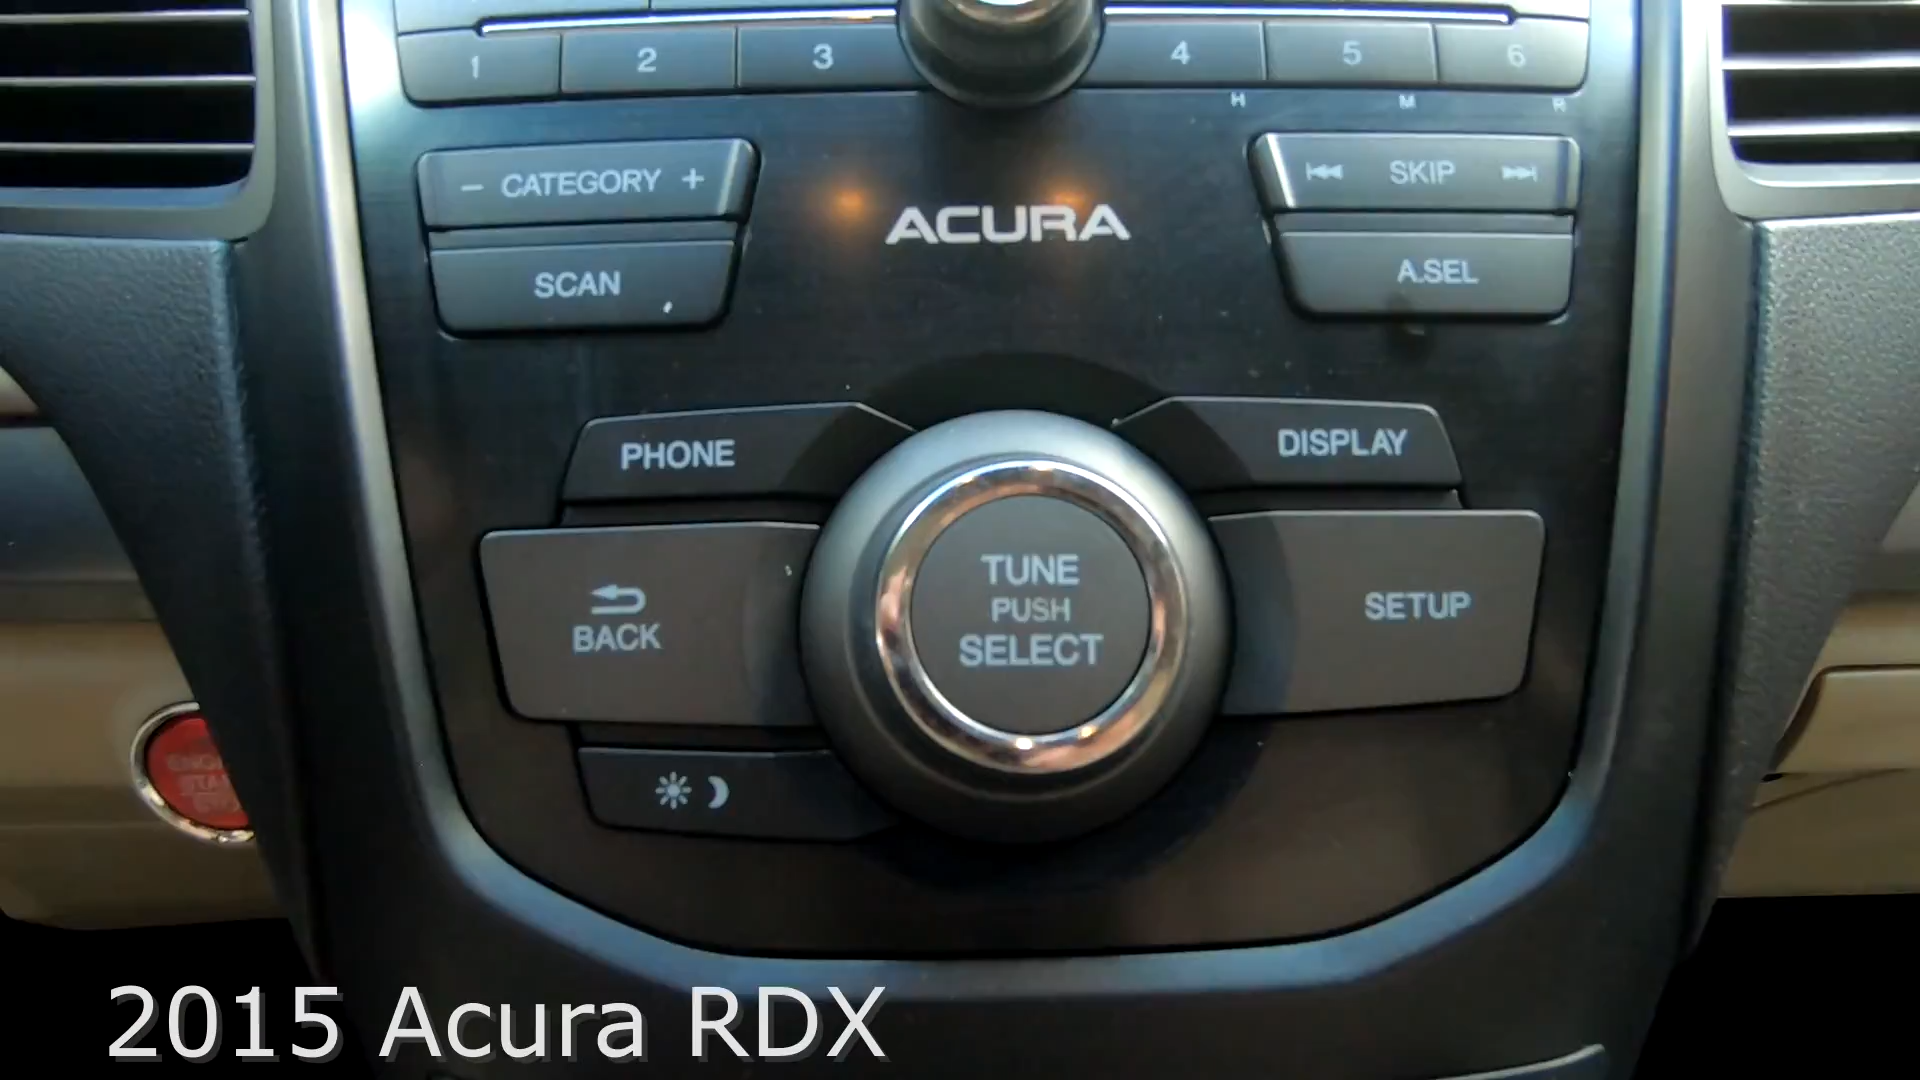 1 2 3 4 5 6
H M R
− CATEGORY +
SKIP
ACURA
SCAN
A.SEL
PHONE
DISPLAY
TUNE
PUSH
SELECT
BACK
SETUP
2015 Acura RDX